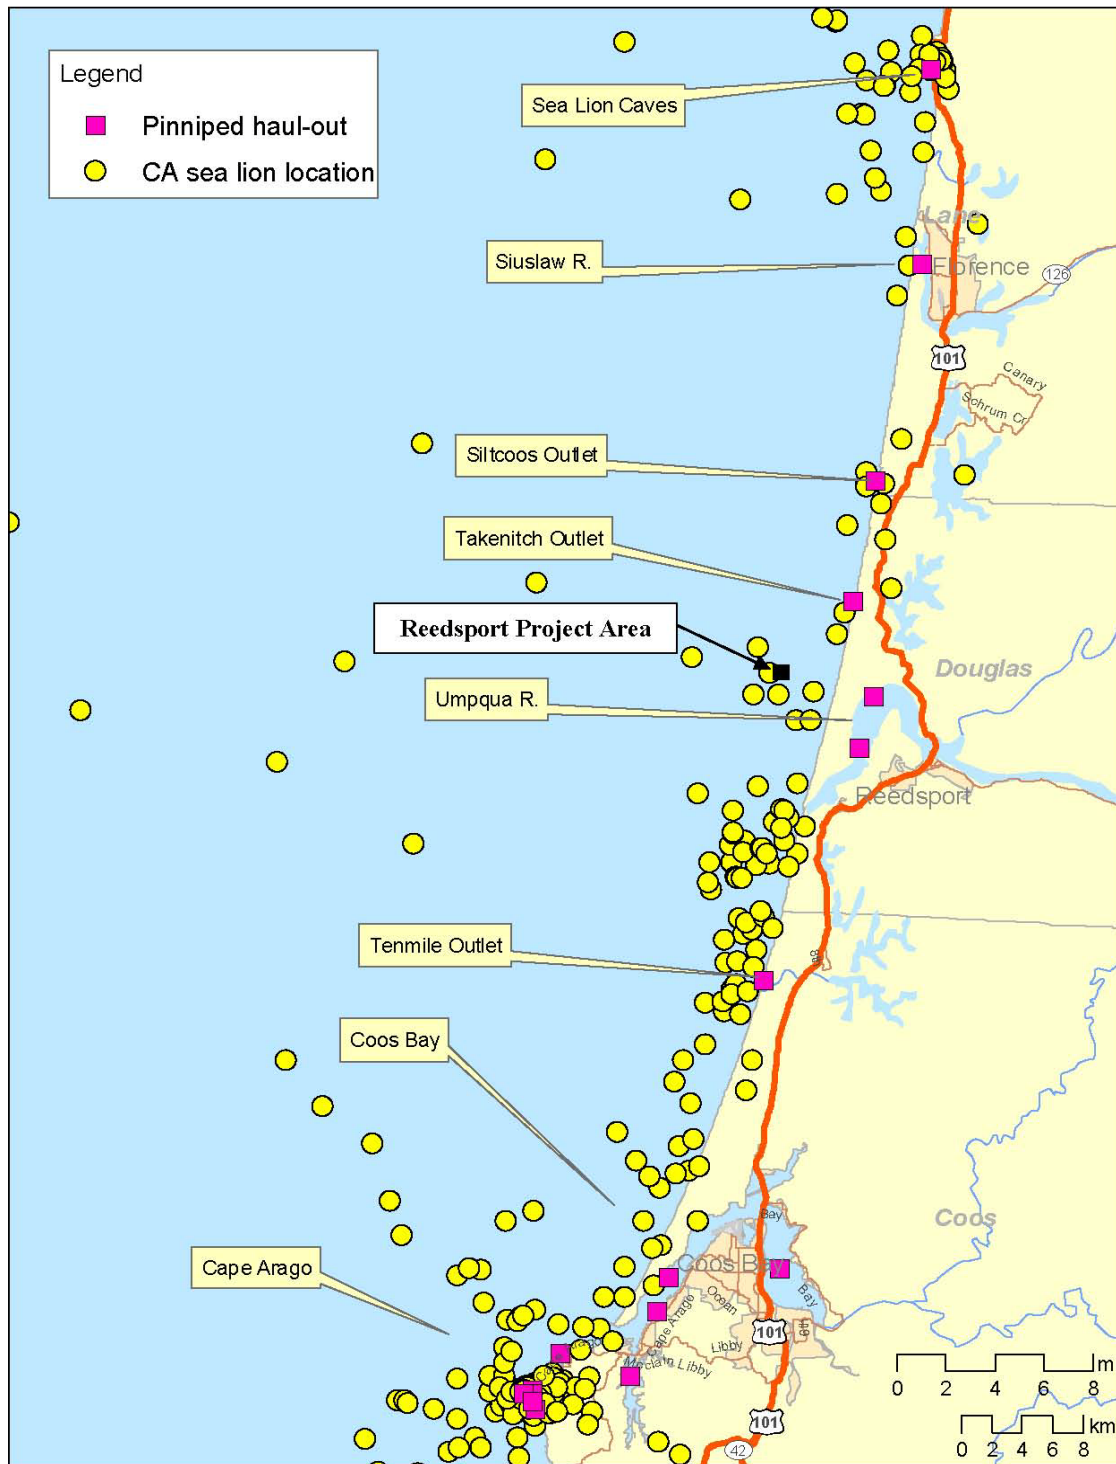 Legend
Pinniped haul-out
CA sea lion location
Sea Lion Caves
Lane
Siuslaw R.
Florence
126
101
Canary
Schrum Cr
Siltcoos Outlet
Takenitch Outlet
Reedsport Project Area
Douglas
Umpqua R.
Reedsport
Tenmile Outlet
Coos Bay
Bay
Coos
Cape Arago
Coos Bay
Bay
Ocean
Cape Arago
101
Libby
Mcclain Libby
m
0 2 4 6 8
101
km
42
0 2 4 6 8